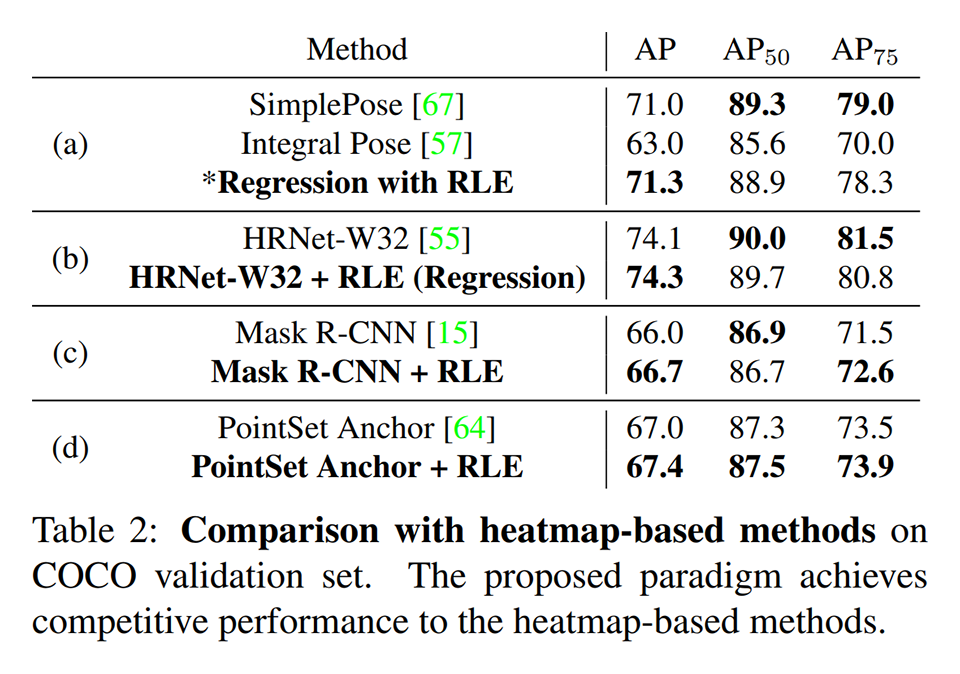 Method AP AP50 AP75
(a)
SimplePose [67] 71.0 89.3 79.0
Integral Pose [57] 63.0 85.6 70.0
*Regression with RLE 71.3 88.9 78.3
(b)
HRNet-W32 [55] 74.1 90.0 81.5
HRNet-W32 + RLE (Regression) 74.3 89.7 80.8
(c)
Mask R-CNN [15] 66.0 86.9 71.5
Mask R-CNN + RLE 66.7 86.7 72.6
(d)
PointSet Anchor [64] 67.0 87.3 73.5
PointSet Anchor + RLE 67.4 87.5 73.9
Table 2: Comparison with heatmap-based methods on
COCO validation set. The proposed paradigm achieves
competitive performance to the heatmap-based methods.